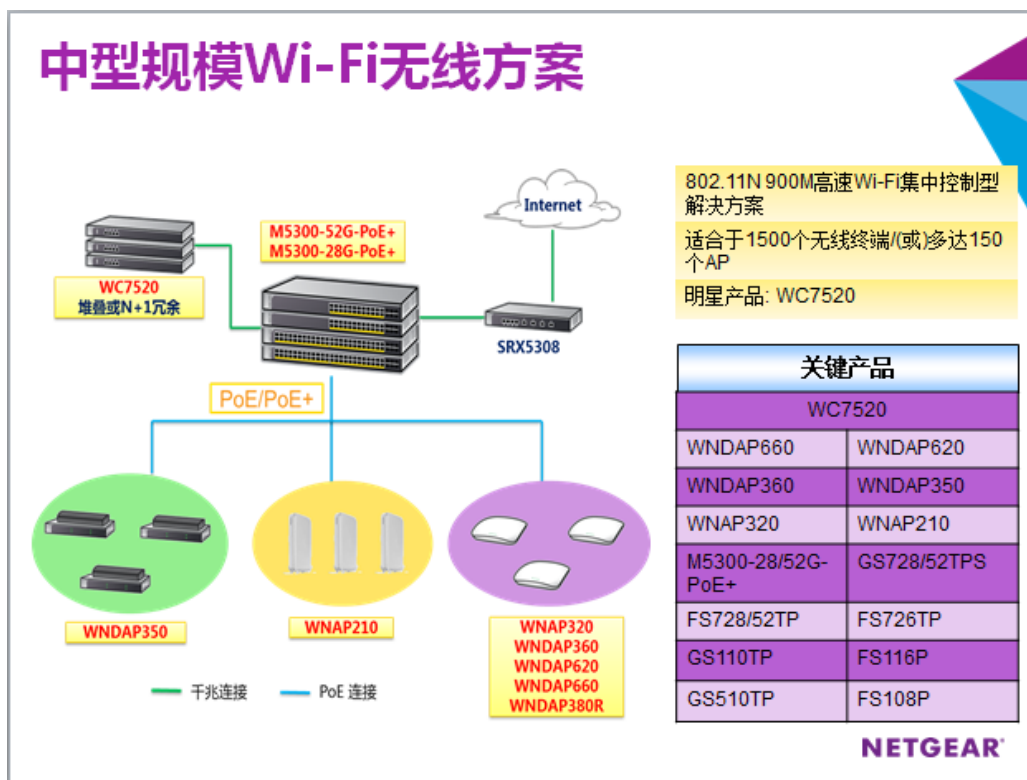 中型规模Wi-Fi无线方案
Internet
M5300-52G-PoE+
M5300-28G-PoE+
WC7520
堆叠或N+1冗余
SRX5308
PoE/PoE+
WNDAP350
WNAP210
WNAP320
WNDAP360
WNDAP620
WNDAP660
WNDAP380R
千兆连接
PoE 连接
802.11N 900M高速Wi-Fi集中控制型
解决方案
适合于1500个无线终端/(或)多达150
个AP
明星产品: WC7520
关键产品
WC7520
WNDAP660 WNDAP620
WNDAP360 WNDAP350
WNAP320 WNAP210
M5300-28/52G- GS728/52TPS
PoE+
FS728/52TP FS726TP
GS110TP FS116P
GS510TP FS108P
NETGEAR